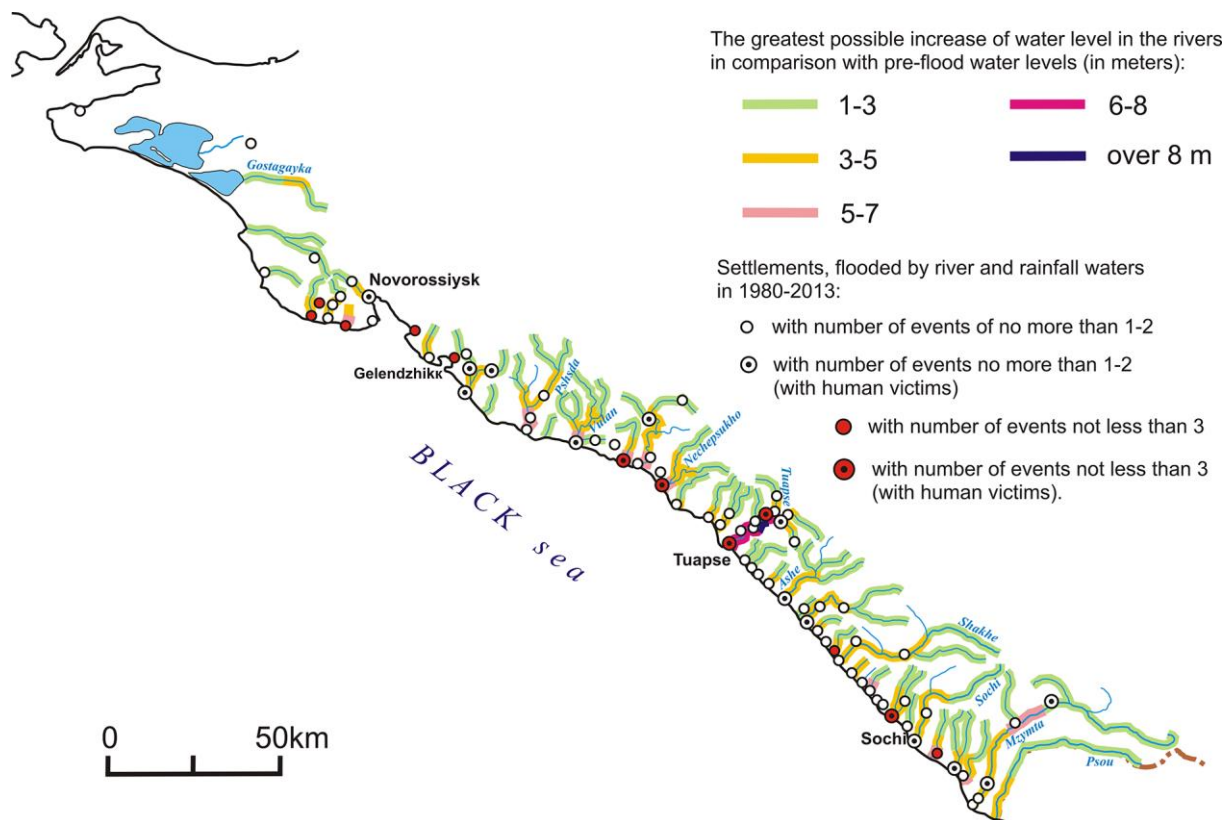 The greatest possible increase of water level in the rivers
in comparison with pre-flood water levels (in meters):
1-3
6-8
3-5
over 8 m
5-7
Settlements, flooded by river and rainfall waters
in 1980-2013:
with number of events of no more than 1-2
with number of events no more than 1-2
(with human victims)
with number of events not less than 3
with number of events not less than 3
(with human victims).
Gostagayka
Novorossiysk
Gelendzhikк
Pshsda
Vulan
Nechepsukho
Tuapse
BLACK sea
Tuapse
Ashe
Shakhe
Sochi
Sochi
Mzymta
Psou
0 50km